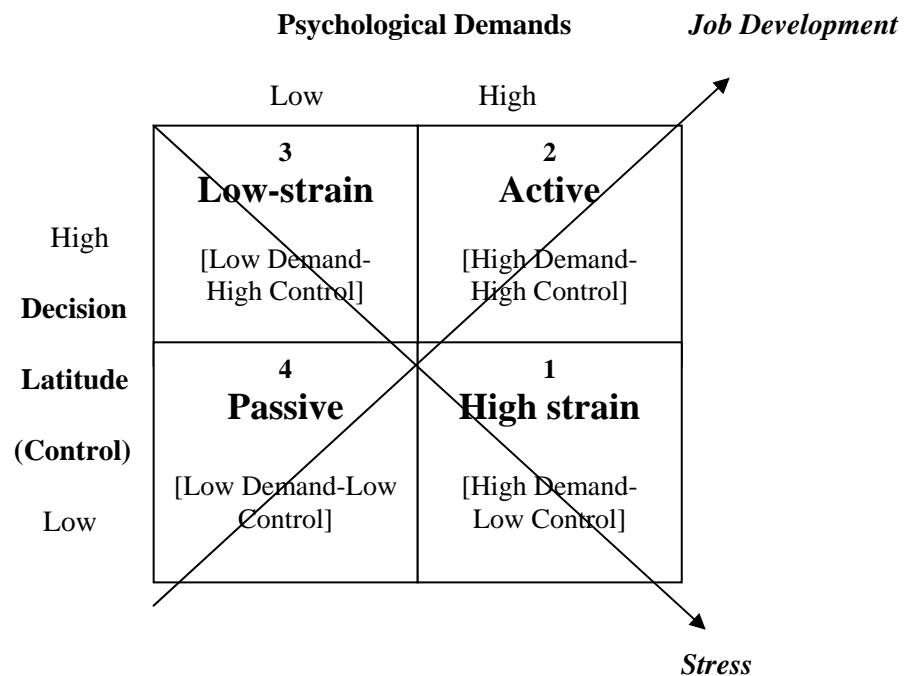 Psychological Demands
Job Development
Low
High
3
Low-strain
[Low Demand-
High Control]
2
Active
[High Demand-
High Control]
High
Decision
Latitude
(Control)
Low
4
Passive
[Low Demand-Low
Control]
1
High strain
[High Demand-
Low Control]
Stress